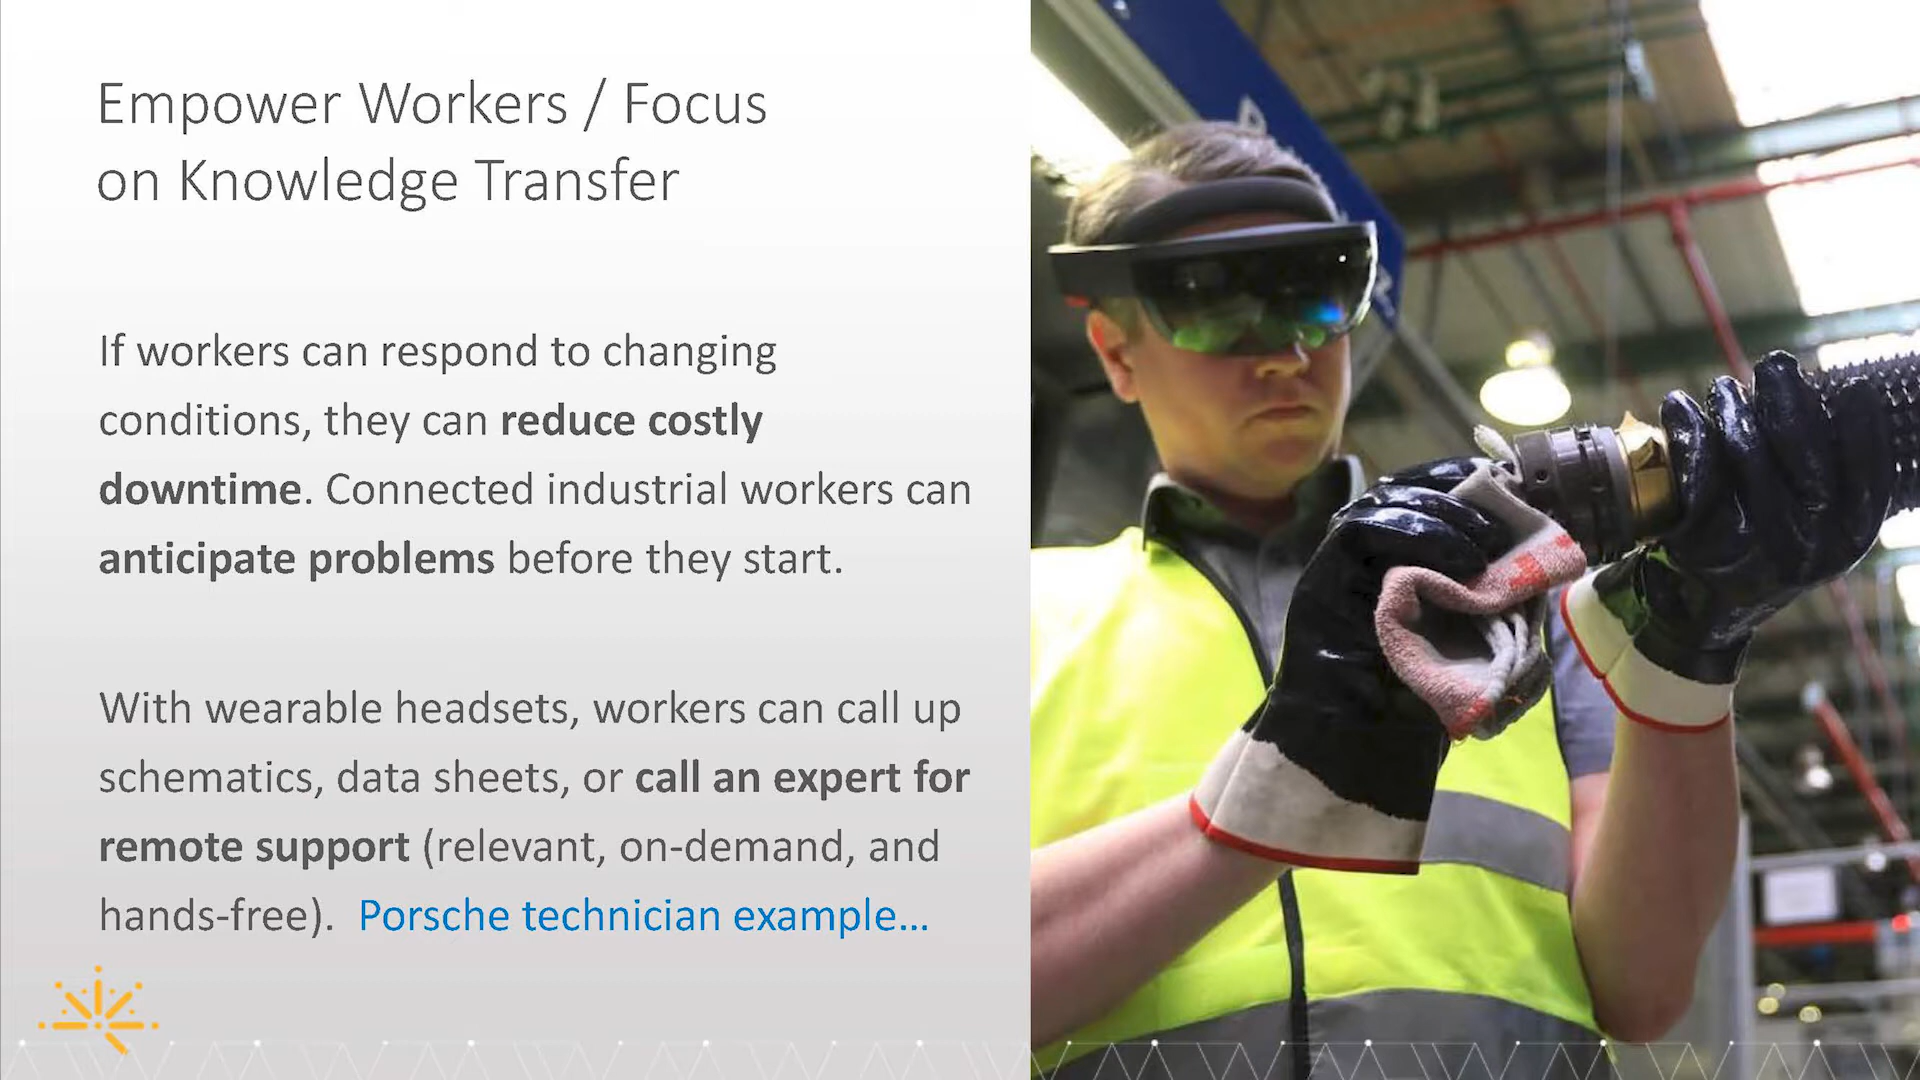 Empower Workers / Focus
on Knowledge Transfer
If workers can respond to changing
conditions, they can reduce costly
downtime. Connected industrial workers can
anticipate problems before they start.
With wearable headsets, workers can call up
schematics, data sheets, or call an expert for
remote support (relevant, on-demand, and
hands-free). Porsche technician example...